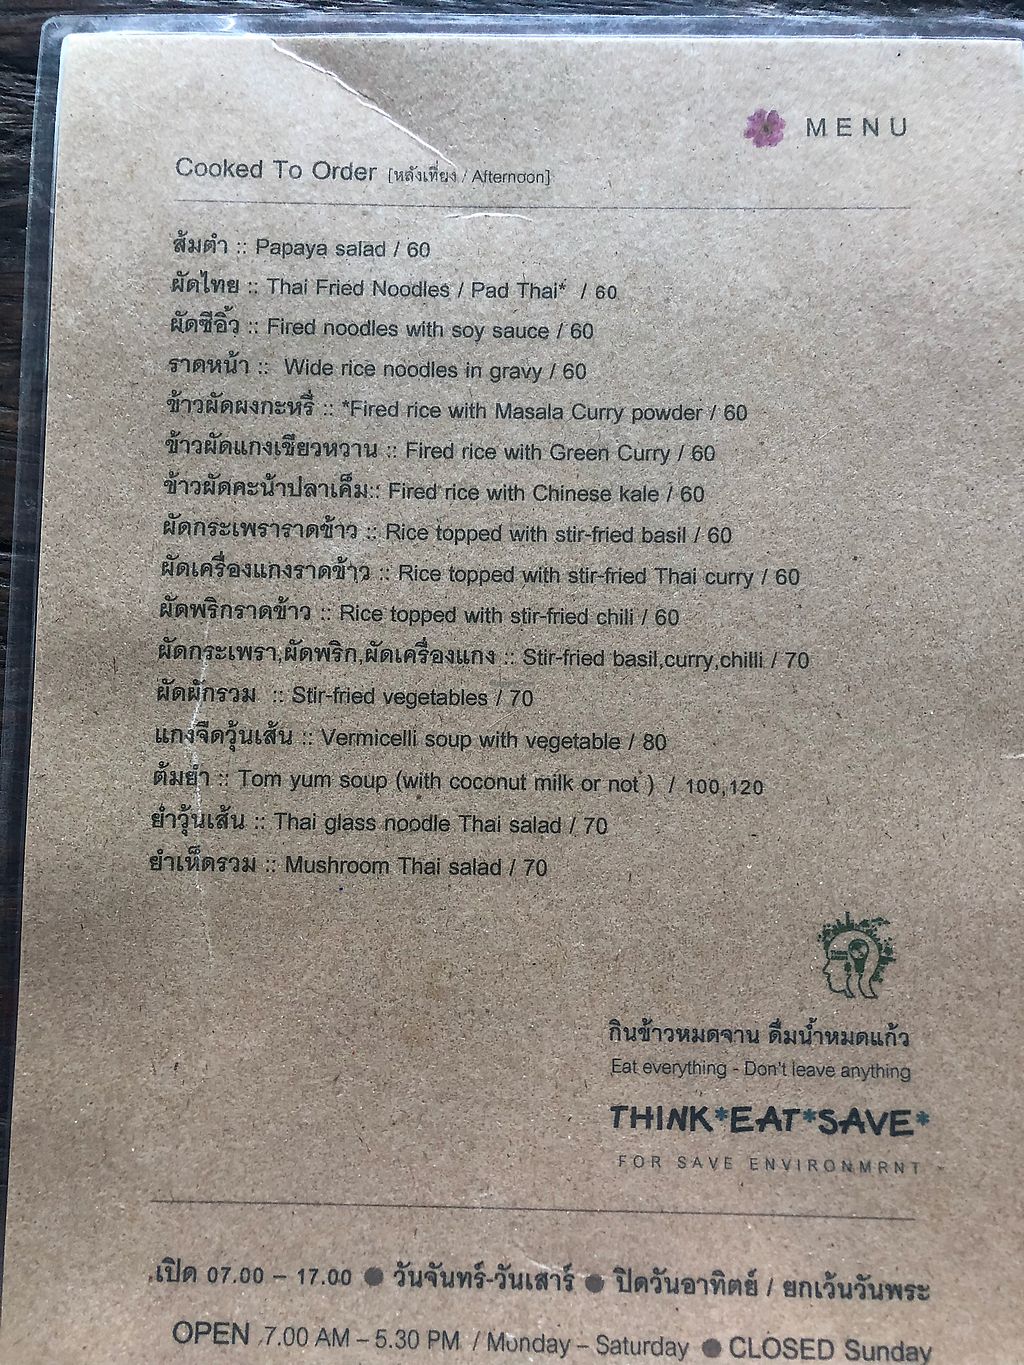 MENU
Cooked To Order [หลังเที่ยง / Afternoon]
ส้มตำ :: Papaya salad / 60
ผัดไทย :: Thai Fried Noodles / Pad Thai* / 60
ผัดซีอิ้ว :: Fired noodles with soy sauce / 60
ราดหน้า :: Wide rice noodles in gravy / 60
ข้าวผัดผงกะหรี่ :: *Fired rice with Masala Curry powder / 60
ข้าวผัดแกงเขียวหวาน :: Fired rice with Green Curry / 60
ข้าวผัดคะน้าปลาเค็ม:: Fired rice with Chinese kale / 60
ผัดกระเพราราดข้าว :: Rice topped with stir-fried basil / 60
ผัดเครื่องแกงราดข้าว :: Rice topped with stir-fried Thai curry / 60
ผัดพริกราดข้าว :: Rice topped with stir-fried chili / 60
ผัดกระเพรา,ผัดพริก,ผัดเครื่องแกง :: Stir-fried basil,curry,chilli / 70
ผัดผักรวม :: Stir-fried vegetables / 70
แกงจืดวุ้นเส้น :: Vermicelli soup with vegetable / 80
ต้มยำ :: Tom yum soup (with coconut milk or not ) / 100,120
ยำวุ้นเส้น :: Thai glass noodle Thai salad / 70
ยำเห็ดรวม :: Mushroom Thai salad / 70
กินข้าวหมดจาน ดื่มน้ำหมดแก้ว
Eat everything - Don't leave anything
THINK*EAT*SAVE*
FOR SAVE ENVIRONMRNT
เปิด 07.00 – 17.00 ● วันจันทร์-วันเสาร์ ● ปิดวันอาทิตย์ / ยกเว้นวันพระ
OPEN 7.00 AM – 5.30 PM / Monday – Saturday ● CLOSED Sunday